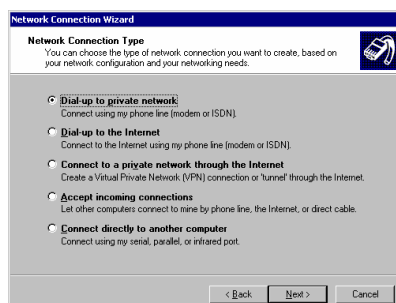 Network Connection Wizard
Network Connection Type
You can choose the type of network connection you want to create, based on
your network configuration and your networking needs.
Dial-up to private network
Connect using my phone line (modem or ISDN).
Dial-up to the Internet
Connect to the Internet using my phone line (modem or ISDN).
Connect to a private network through the Internet
Create a Virtual Private Network (VPN) connection or 'tunnel' through the Internet.
Accept incoming connections
Let other computers connect to mine by phone line, the Internet, or direct cable.
Connect directly to another computer
Connect using my serial, parallel, or infrared port.
< Back Next > Cancel